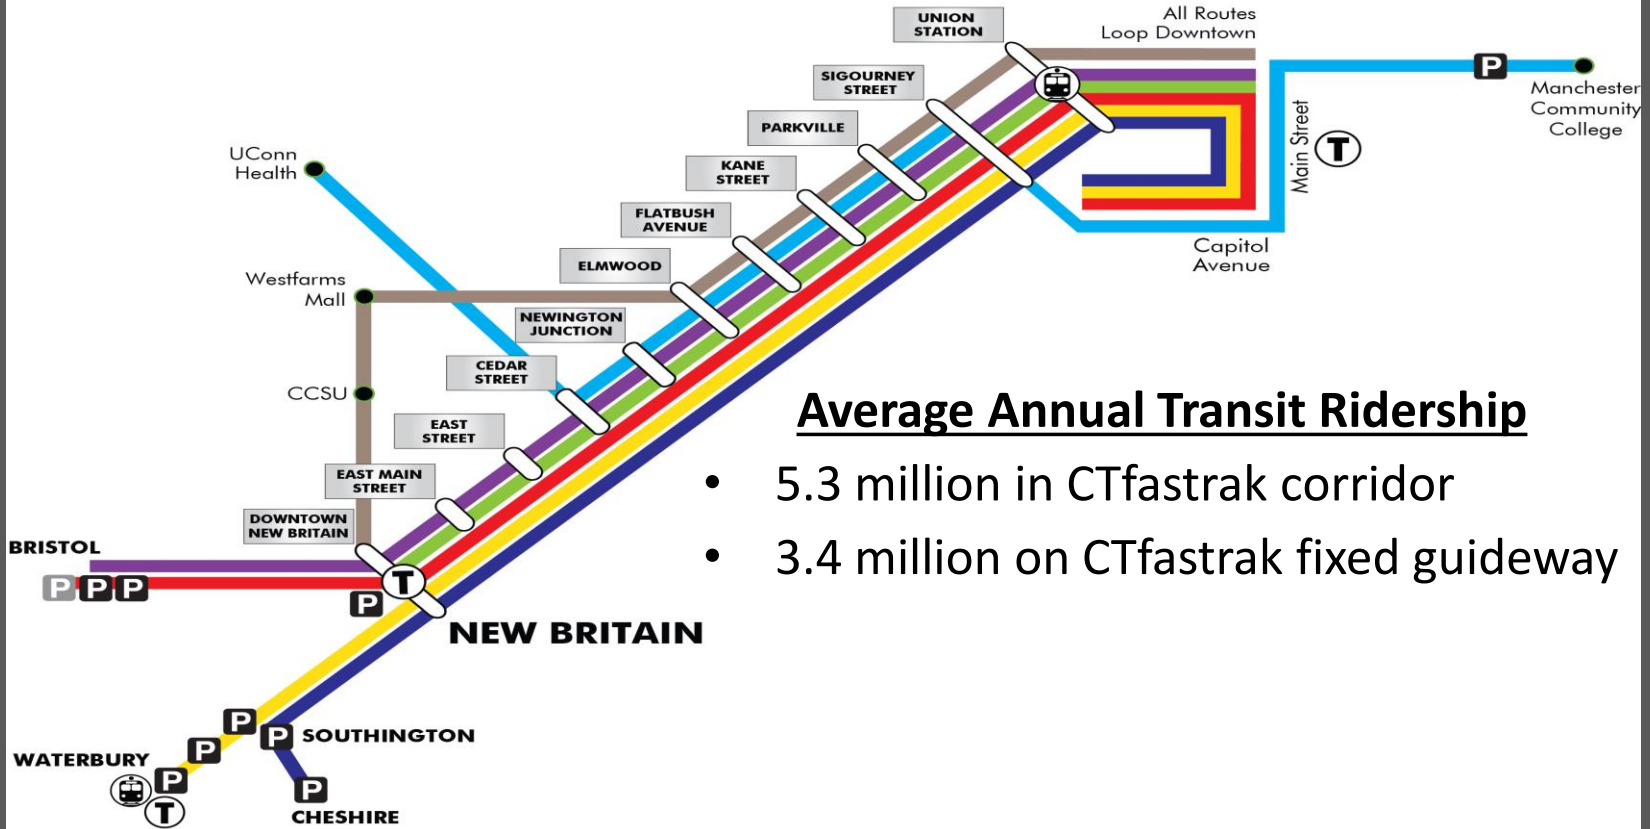 UNION
STATION
All Routes
Loop Downtown
SIGOURNEY
STREET
P
Manchester
Community
College
PARKVILLE
Main Street
T
UConn
Health
KANE
STREET
FLATBUSH
AVENUE
Capitol
Avenue
ELMWOOD
Westfarms
Mall
NEWINGTON
JUNCTION
CEDAR
STREET
CCSU
Average Annual Transit Ridership
EAST
STREET
• 5.3 million in CTfastrak corridor
EAST MAIN
STREET
DOWNTOWN
NEW BRITAIN
• 3.4 million on CTfastrak fixed guideway
BRISTOL
P P P
T
P
NEW BRITAIN
P
P SOUTHINGTON
P
WATERBURY
P
T
P
CHESHIRE